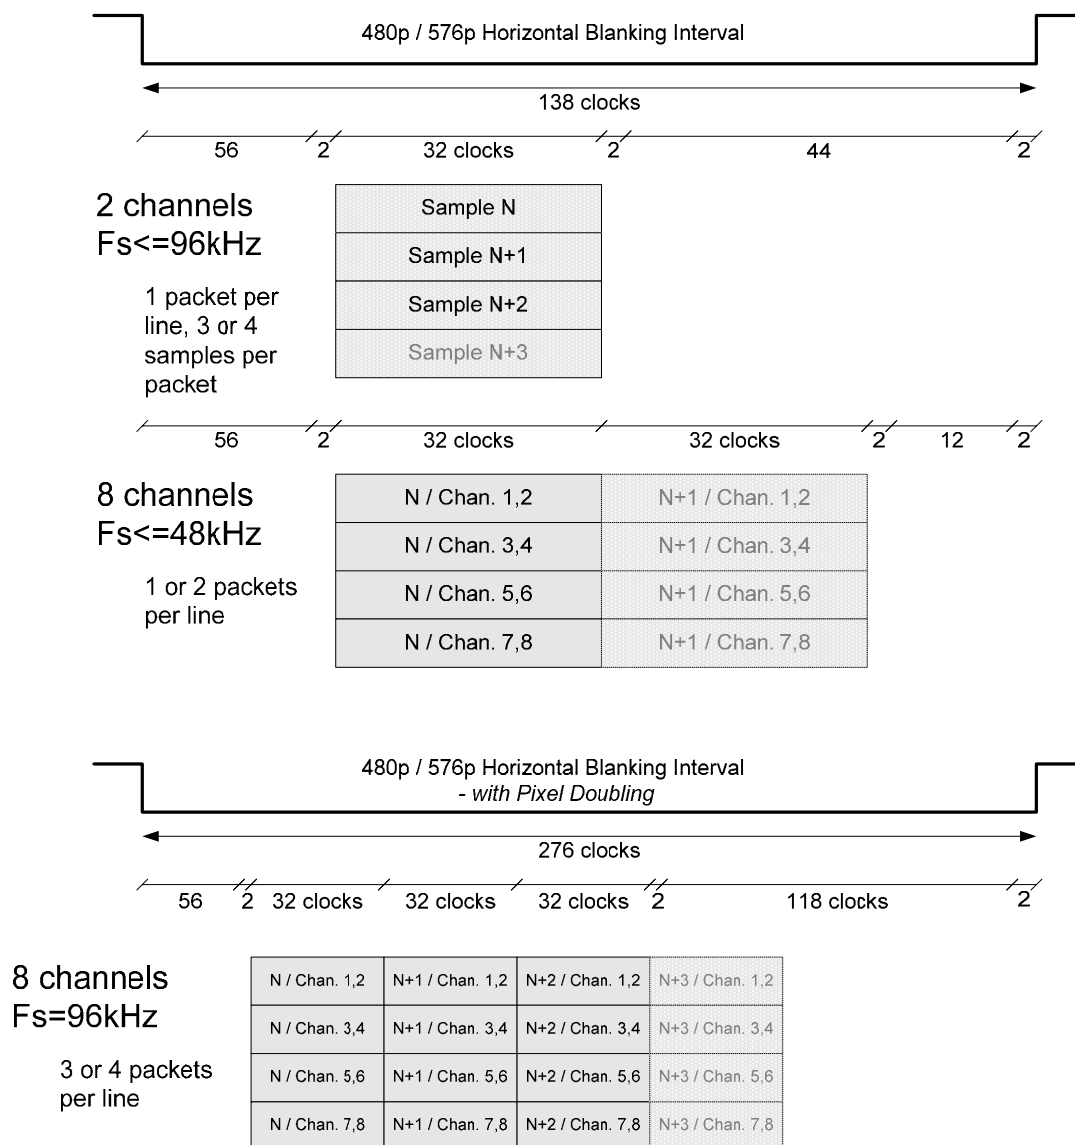 480p / 576p Horizontal Blanking Interval
138 clocks
56 2 32 clocks 2 44 2
2 channels
Fs<=96kHz
1 packet per
line, 3 or 4
samples per
packet
Sample N
Sample N+1
Sample N+2
Sample N+3
56 2 32 clocks 32 clocks 2 12 2
8 channels
Fs<=48kHz
1 or 2 packets
per line
N / Chan. 1,2 N+1 / Chan. 1,2
N / Chan. 3,4 N+1 / Chan. 3,4
N / Chan. 5,6 N+1 / Chan. 5,6
N / Chan. 7,8 N+1 / Chan. 7,8
480p / 576p Horizontal Blanking Interval
- with Pixel Doubling
276 clocks
56 2 32 clocks 32 clocks 32 clocks 2 118 clocks 2
8 channels
Fs=96kHz
3 or 4 packets
per line
N / Chan. 1,2 N+1 / Chan. 1,2 N+2 / Chan. 1,2 N+3 / Chan. 1,2
N / Chan. 3,4 N+1 / Chan. 3,4 N+2 / Chan. 3,4 N+3 / Chan. 3,4
N / Chan. 5,6 N+1 / Chan. 5,6 N+2 / Chan. 5,6 N+3 / Chan. 5,6
N / Chan. 7,8 N+1 / Chan. 7,8 N+2 / Chan. 7,8 N+3 / Chan. 7,8